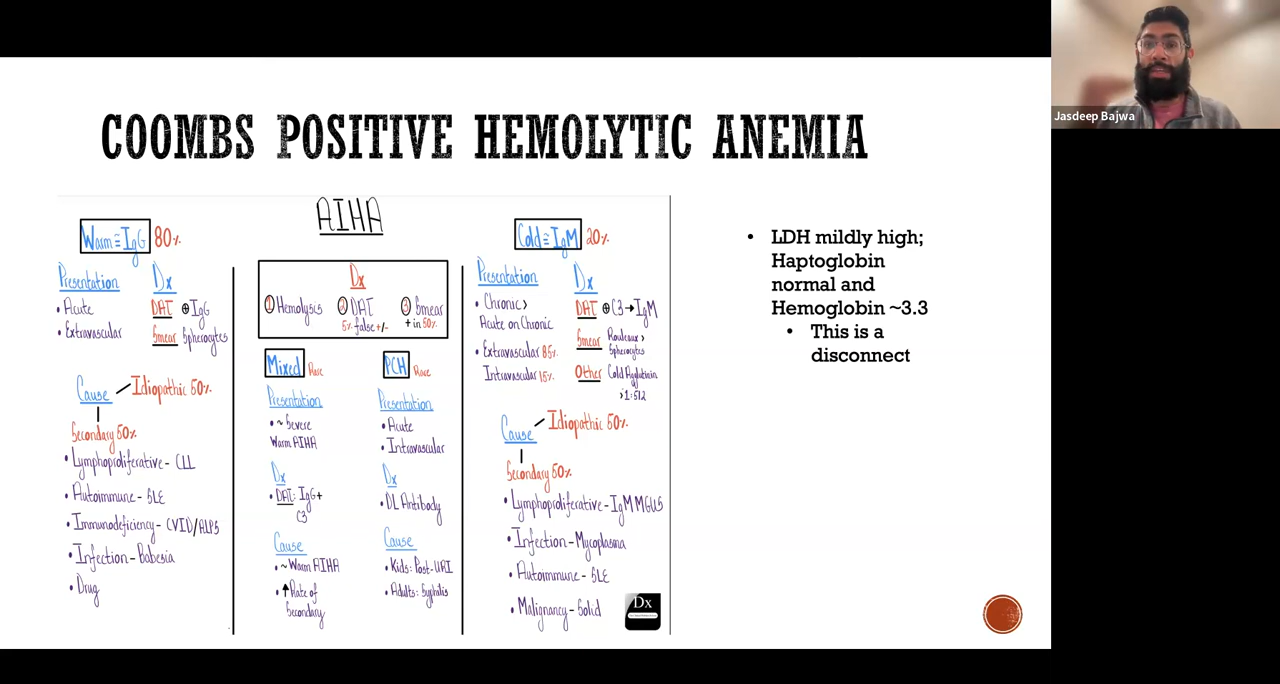 COOMBS POSITIVE HEMOLYTIC ANEMIA
AIHA
Warm ≅ IgG 80%
Presentation
• Acute
• Extravascular
Dx
DAT ⊕ IgG
Smear Spherocytes
Cause
Idiopathic 50%
Secondary 50%
• Lymphoproliferative - CLL
• Autoimmune - SLE
• Immunodeficiency - CVID/ALPS
• Infection - Babesia
• Drug
Dx
① Hemolysis
② DAT
5% false +/-
③ Smear
+ in 50%
Mixed Rare
Presentation
• ~ Severe
Warm AIHA
Dx
• DAT: IgG +
C3
Cause
• ~ Warm AIHA
• ↑ Rate of
Secondary
PCH Rare
Presentation
• Acute
• Intravascular
Dx
• DL Antibody
Cause
• Kids: Post-URI
• Adults: Syphilis
Cold ≅ IgM 20%
Presentation
• Chronic >
Acute on Chronic
• Extravascular 85%
Intravascular 15%
Dx
DAT ⊕ C3 → IgM
Smear Rouleaux >
Spherocytes
Other Cold Agglutinin
> 1:512
Cause
Idiopathic 50%
Secondary 50%
• Lymphoproliferative - IgM MGUS
• Infection - Mycoplasma
• Autoimmune - SLE
• Malignancy - Solid
Dx
• LDH mildly high;
Haptoglobin
normal and
Hemoglobin ~3.3
• This is a
disconnect
Jasdeep Bajwa